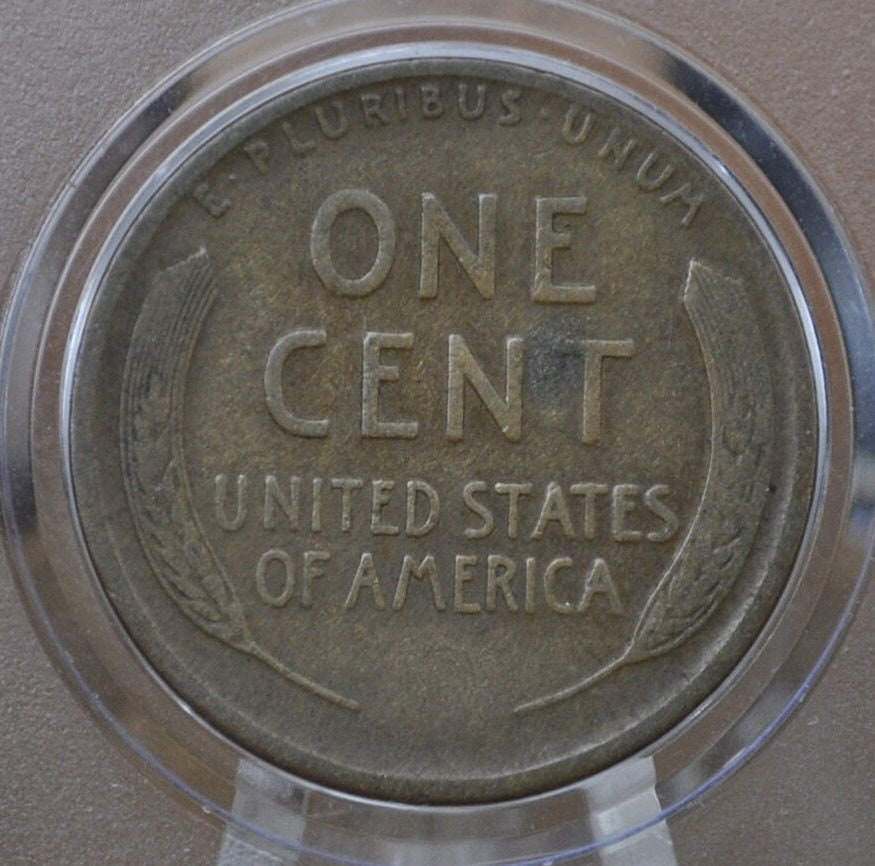 E·PLURIBUS·UNUM
ONE
CENT
UNITED STATES
OF AMERICA